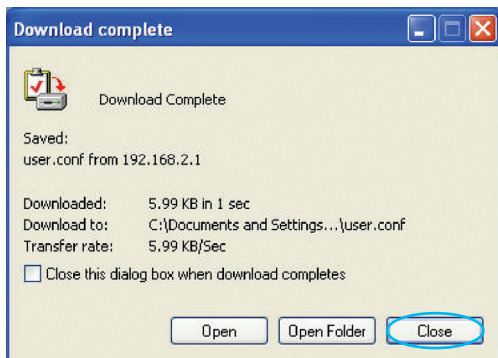 Download complete
Download Complete
Saved:
user.conf from 192.168.2.1
Downloaded: 5.99 KB in 1 sec
Download to: C:\Documents and Settings...\user.conf
Transfer rate: 5.99 KB/Sec
Close this dialog box when download completes
Open Open Folder Close